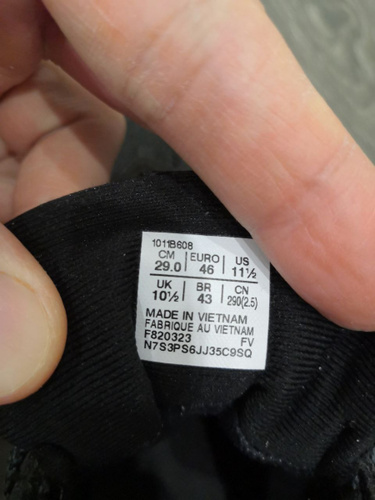 1011B608
CM EURO US
29.0 46 11½
UK BR CN
10½ 43 290(2.5)
MADE IN VIETNAM
FABRIQUE AU VIETNAM
F820323 FV
N7S3PS6JJ35C9SQ